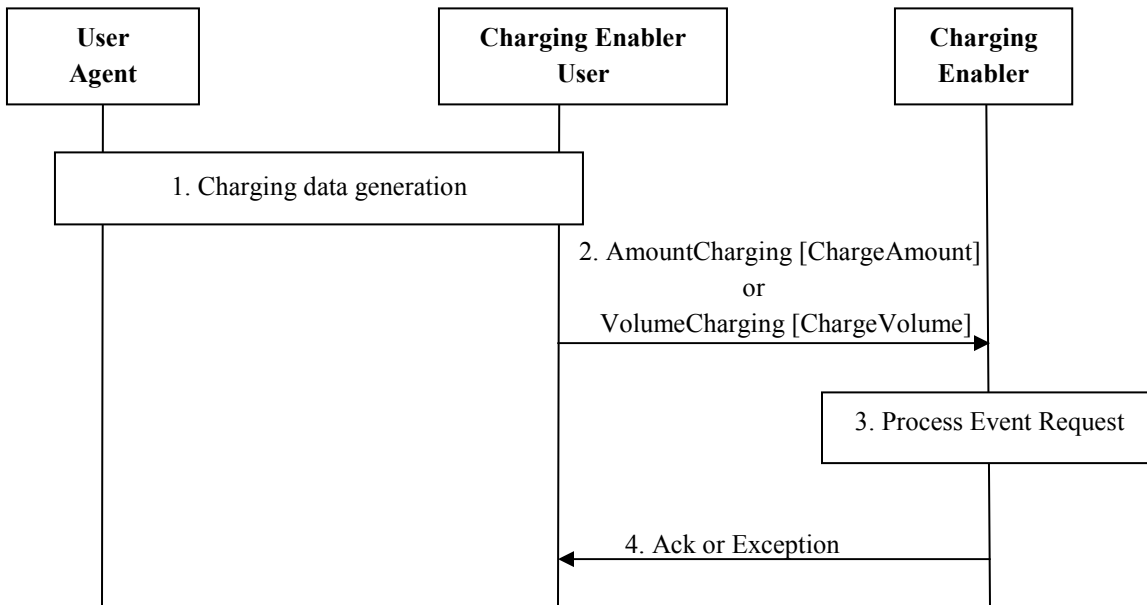 User
Agent
Charging Enabler
User
Charging
Enabler
1. Charging data generation
2. AmountCharging [ChargeAmount]
or
VolumeCharging [ChargeVolume]
3. Process Event Request
4. Ack or Exception